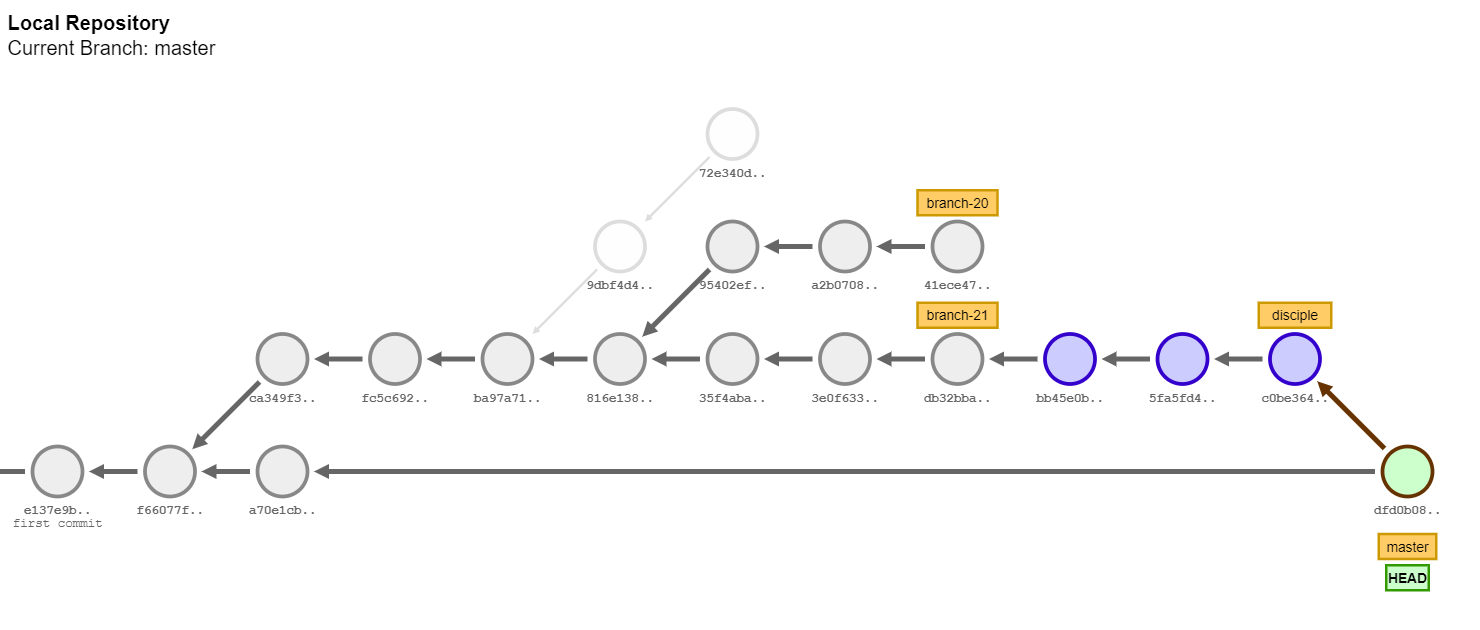 Local Repository
Current Branch: master
72e340d..
branch-20
9dbf4d4..
95402ef..
a2b0708..
41ece47..
branch-21
disciple
ca349f3..
fc5c692..
ba97a71..
816e138..
35f4aba..
3e0f633..
db32bba..
bb45e0b..
5fa5fd4..
c0be364..
e137e9b..
first commit
f66077f..
a70e1cb..
dfd0b08..
master
HEAD